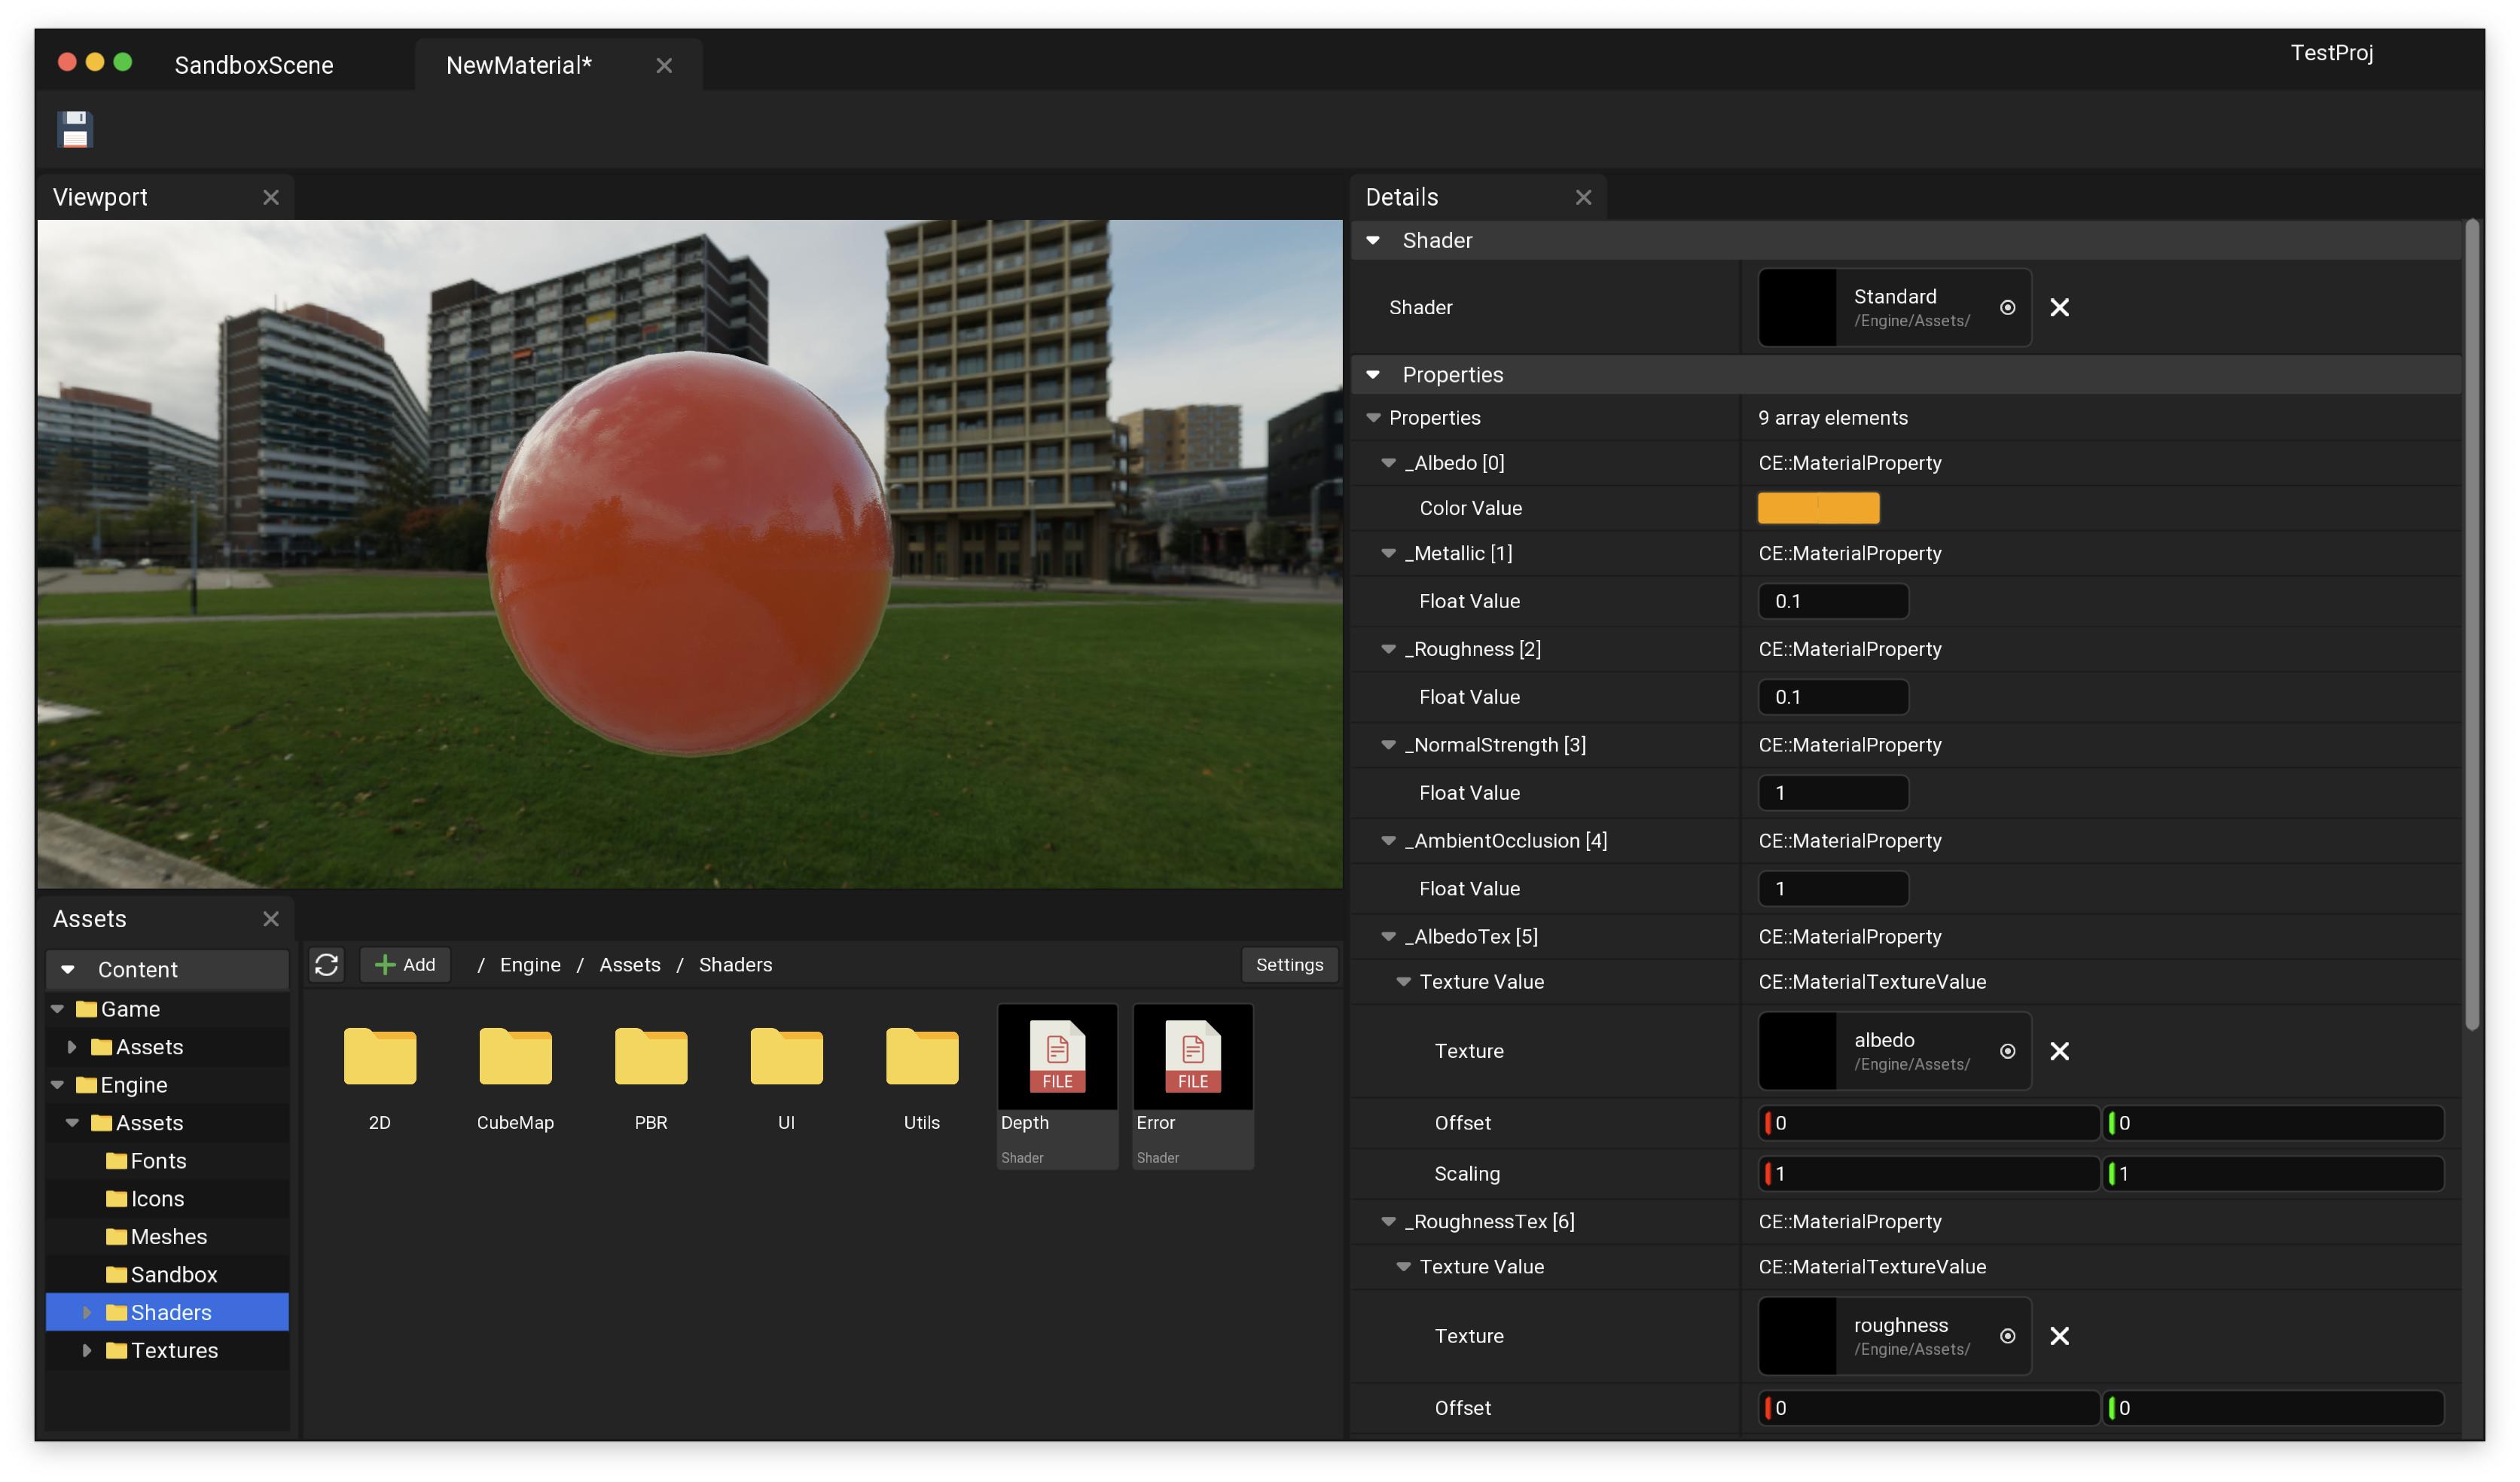 SandboxScene
NewMaterial*
TestProj
Viewport
Details
Shader
Shader
Standard
/Engine/Assets/
Properties
Properties
9 array elements
_Albedo [0]
CE::MaterialProperty
Color Value
_Metallic [1]
CE::MaterialProperty
Float Value
0.1
_Roughness [2]
CE::MaterialProperty
Float Value
0.1
_NormalStrength [3]
CE::MaterialProperty
Float Value
1
_AmbientOcclusion [4]
CE::MaterialProperty
Float Value
1
_AlbedoTex [5]
CE::MaterialProperty
Texture Value
CE::MaterialTextureValue
Texture
albedo
/Engine/Assets/
Offset
0
0
Scaling
1
1
_RoughnessTex [6]
CE::MaterialProperty
Texture Value
CE::MaterialTextureValue
Texture
roughness
/Engine/Assets/
Offset
0
0
Assets
Content
Game
Assets
Engine
Assets
Fonts
Icons
Meshes
Sandbox
Shaders
Textures
Add
/ Engine / Assets / Shaders
Settings
2D
CubeMap
PBR
UI
Utils
FILE
Depth
Shader
FILE
Error
Shader